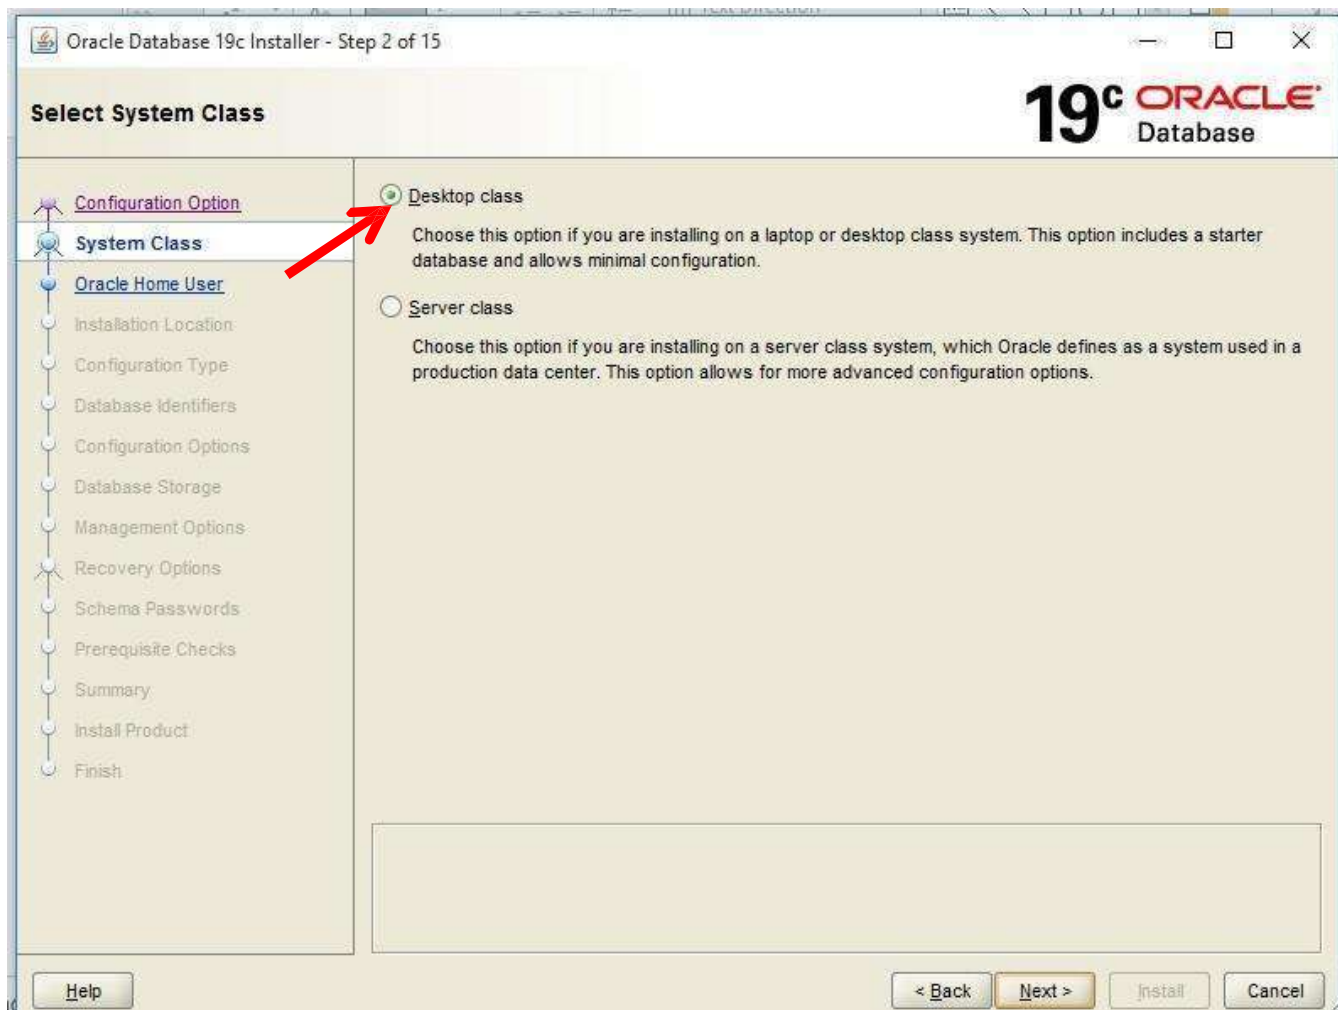 Text Direction
Oracle Database 19c Installer - Step 2 of 15
Select System Class
19c ORACLE
Database
Configuration Option
System Class
Oracle Home User
Installation Location
Configuration Type
Database Identifiers
Configuration Options
Database Storage
Management Options
Recovery Options
Schema Passwords
Prerequisite Checks
Summary
Install Product
Finish
Desktop class
Choose this option if you are installing on a laptop or desktop class system. This option includes a starter
database and allows minimal configuration.
Server class
Choose this option if you are installing on a server class system, which Oracle defines as a system used in a
production data center. This option allows for more advanced configuration options.
Help
< Back
Next >
Install
Cancel